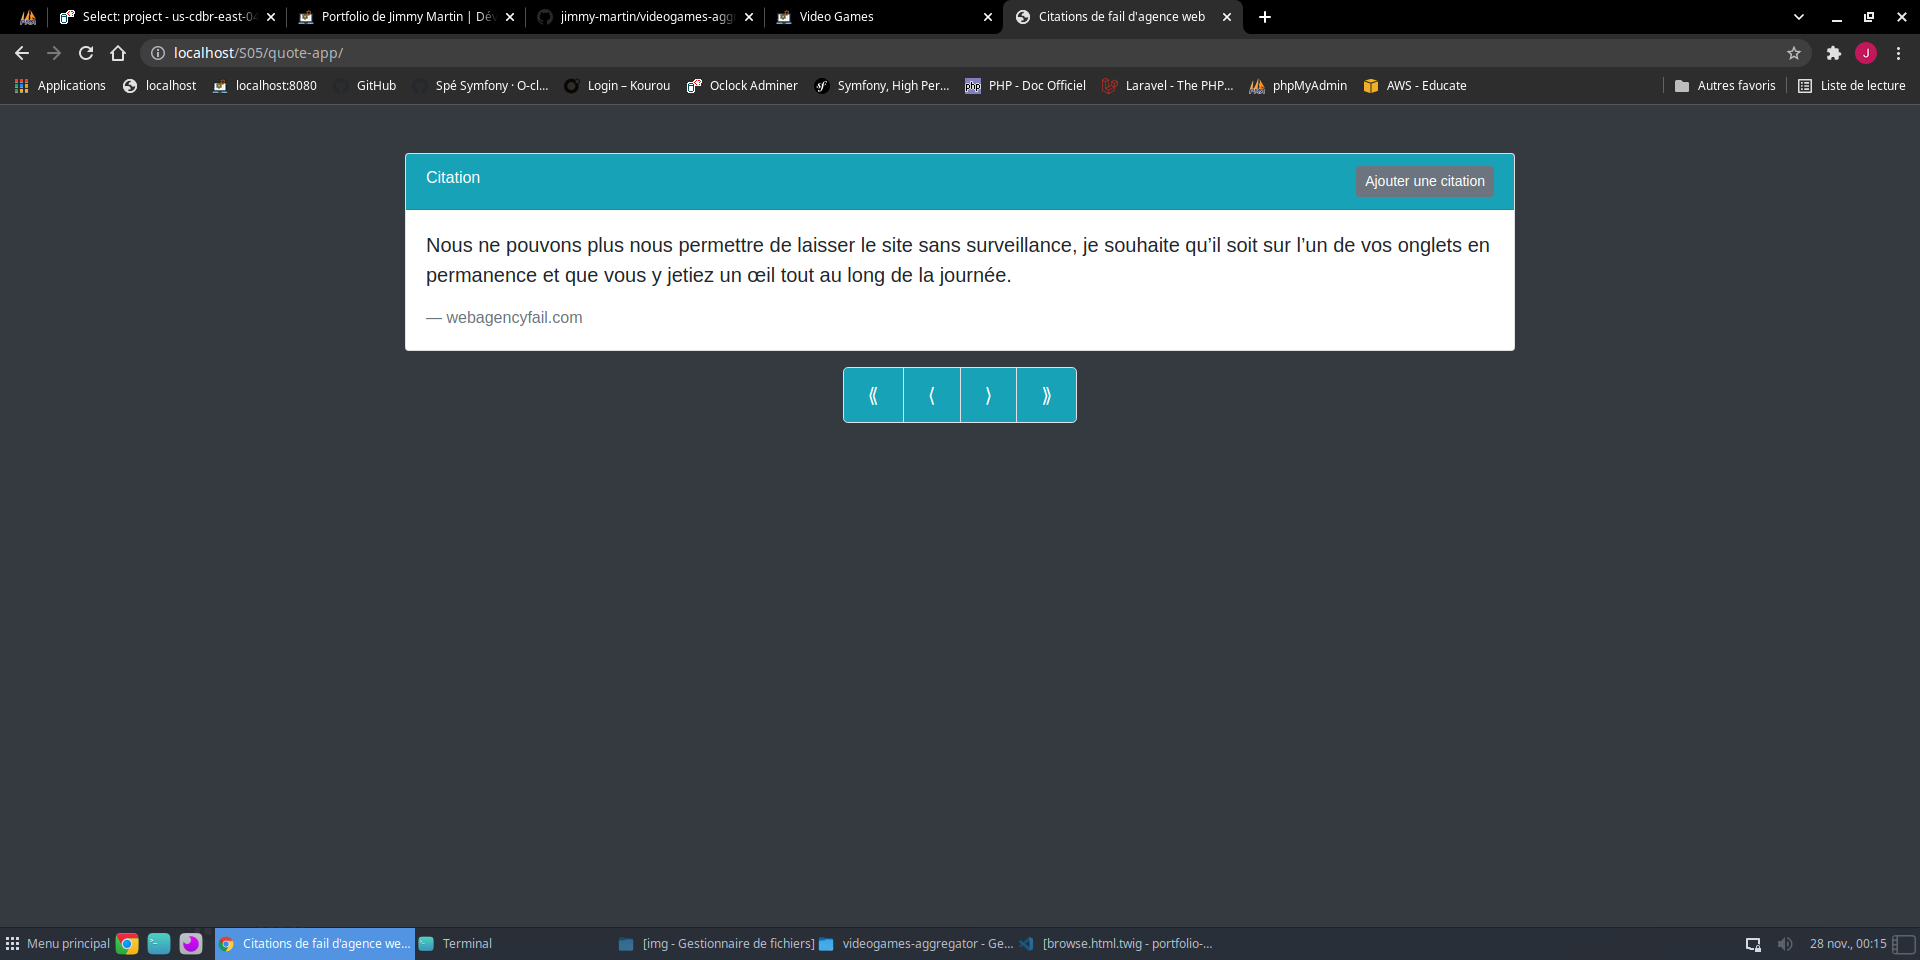 Select: project - us-cdbr-east-04
Portfolio de Jimmy Martin | Dév
jimmy-martin/videogames-agg
Video Games
Citations de fail d'agence web
localhost/S05/quote-app/
J
Applications
localhost
localhost:8080
GitHub
Spé Symfony · O-cl...
Login – Kourou
Oclock Adminer
Symfony, High Per...
php
PHP - Doc Officiel
Laravel - The PHP...
phpMyAdmin
AWS - Educate
Autres favoris
Liste de lecture
Citation
Ajouter une citation
Nous ne pouvons plus nous permettre de laisser le site sans surveillance, je souhaite qu’il soit sur l’un de vos onglets en
permanence et que vous y jetiez un œil tout au long de la journée.
— webagencyfail.com
⟪ ⟨ ⟩ ⟫
Menu principal
Citations de fail d'agence we...
Terminal
[img - Gestionnaire de fichiers]
videogames-aggregator - Ge...
[browse.html.twig - portfolio-...
28 nov., 00:15